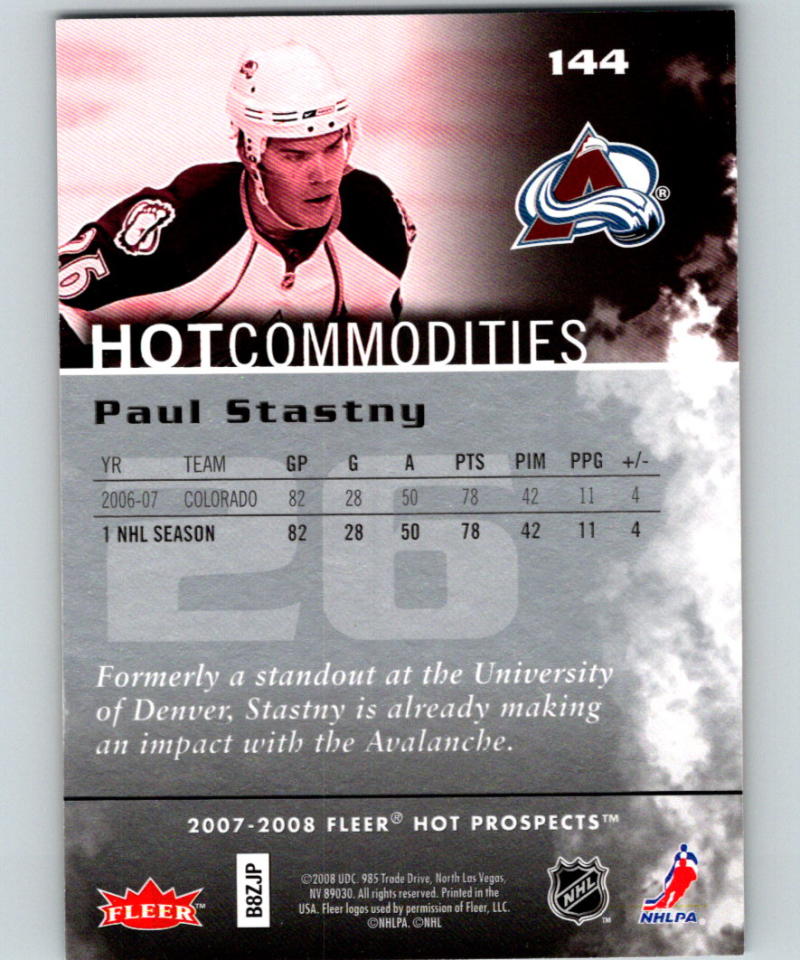 144
A ®
26
HOTCOMMODITIES
Paul Stastny
YR TEAM GP G A PTS PIM PPG +/-
2006-07 COLORADO 82 28 50 78 42 11 4
1 NHL SEASON 82 28 50 78 42 11 4
26
Formerly a standout at the University
of Denver, Stastny is already making
an impact with the Avalanche.
2007-2008 FLEER® HOT PROSPECTS™
FLEER™
B8ZJP
©2008 UDC. 985 Trade Drive, North Las Vegas,
NV 89030. All rights reserved. Printed in the
USA. Fleer logos used by permission of Fleer, LLC.
©NHLPA. ©NHL
NHL™
NHLPA®